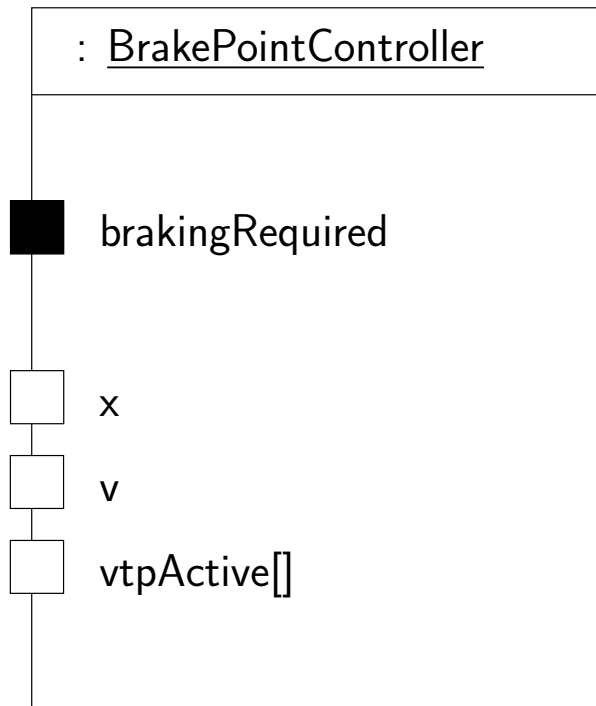 : BrakePointController
brakingRequired
x
v
vtpActive[]